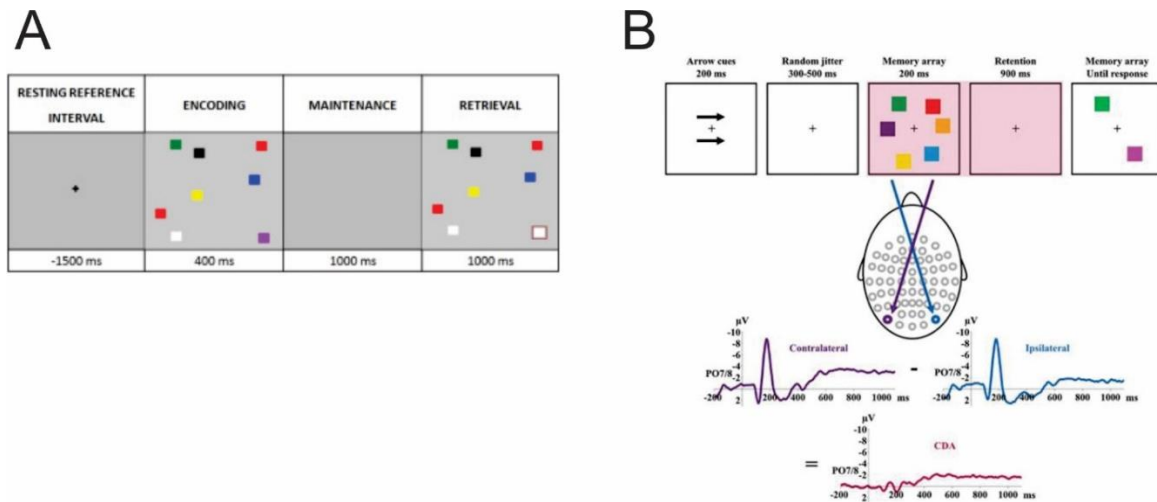 A
RESTING REFERENCE
INTERVAL
ENCODING
MAINTENANCE
RETRIEVAL
-1500 ms
400 ms
1000 ms
1000 ms
B
Arrow cues
200 ms
Random jitter
300-500 ms
Memory array
200 ms
Retention
900 ms
Memory array
Until response
µV
-10
-8
-6
-4
-2
2
PO7/8
Contralateral
-200
200
400
600
800
1000
ms
-
µV
-10
-8
-6
-4
-2
2
PO7/8
Ipsilateral
-200
200
400
600
800
1000
ms
=
µV
-10
-8
-6
-4
-2
2
PO7/8
CDA
-200
200
400
600
800
1000
ms